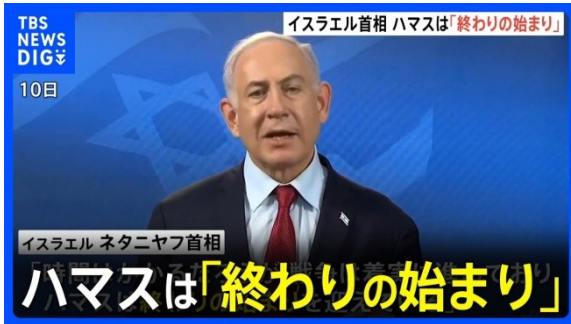 TBS
NEWS
DIG
イスラエル首相 ハマスは「終わりの始まり」
10日
イスラエル ネタニヤフ首相
ハマスは「終わりの始まり」